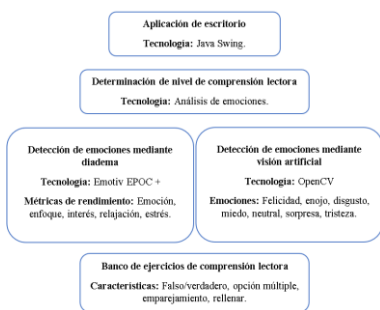 Aplicación de escritorio
Tecnología: Java Swing.
Determinación de nivel de comprensión lectora
Tecnología: Análisis de emociones.
Detección de emociones mediante
diadema
Tecnología: Emotiv EPOC +
Métricas de rendimiento: Emoción,
enfoque, interés, relajación, estrés.
Detección de emociones mediante
visión artificial
Tecnología: OpenCV
Emociones: Felicidad, enojo, disgusto,
miedo, neutral, sorpresa, tristeza.
Banco de ejercicios de comprensión lectora
Características: Falso/verdadero, opción múltiple,
emparejamiento, rellenar.